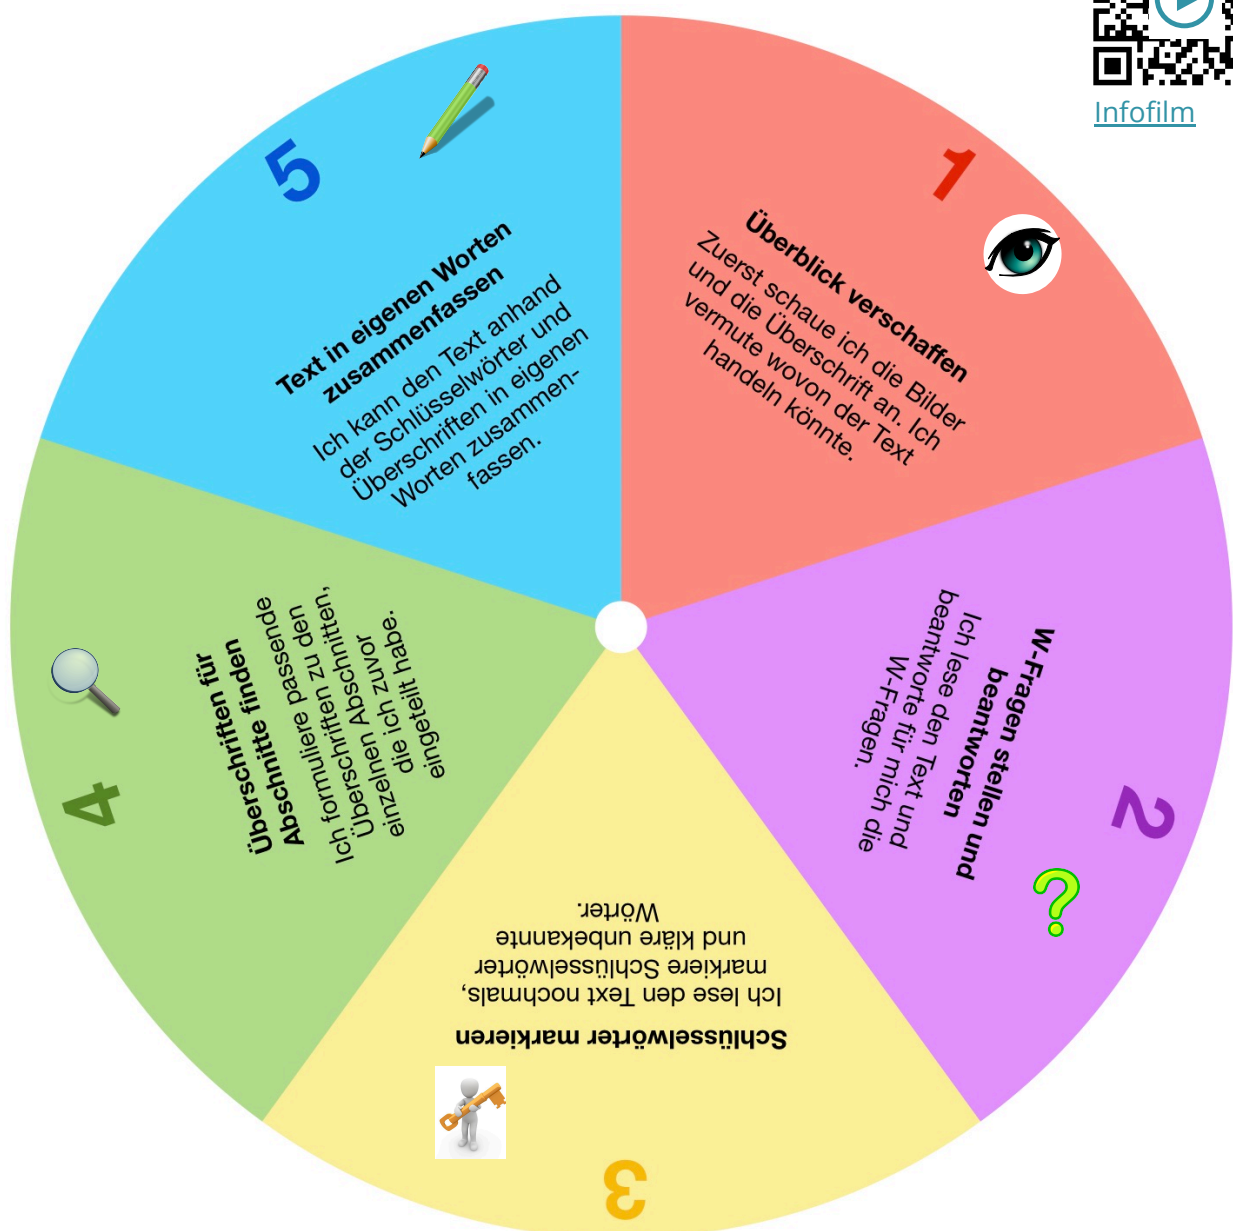 Infofilm
1
Überblick verschaffen
Zuerst schaue ich die Bilder
und die Überschrift an. Ich
vermute wovon der Text
handeln könnte.
2
W-Fragen stellen und
beantworten
Ich lese den Text und
beantworte für mich die
W-Fragen.
3
Schlüsselwörter markieren
Ich lese den Text nochmals,
markiere Schlüsselwörter
und kläre unbekannte
Wörter.
4
Überschriften für
Abschnitte finden
Ich formuliere passende
Überschriften zu den
einzelnen Abschnitten,
die ich zuvor
eingeteilt habe.
5
Text in eigenen Worten
zusammenfassen
Ich kann den Text anhand
der Schlüsselwörter und
Überschriften in eigenen
Worten zusammen-
fassen.